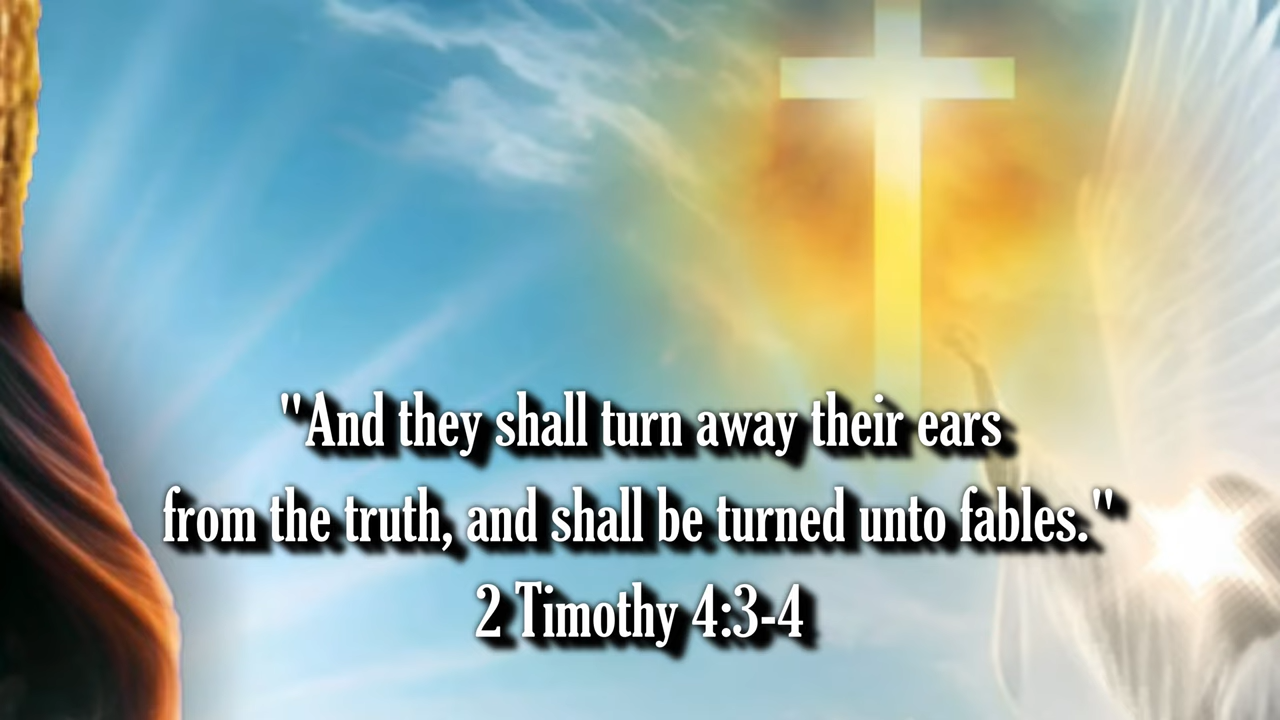 "And they shall turn away their ears
from the truth, and shall be turned unto fables."
2 Timothy 4:3-4